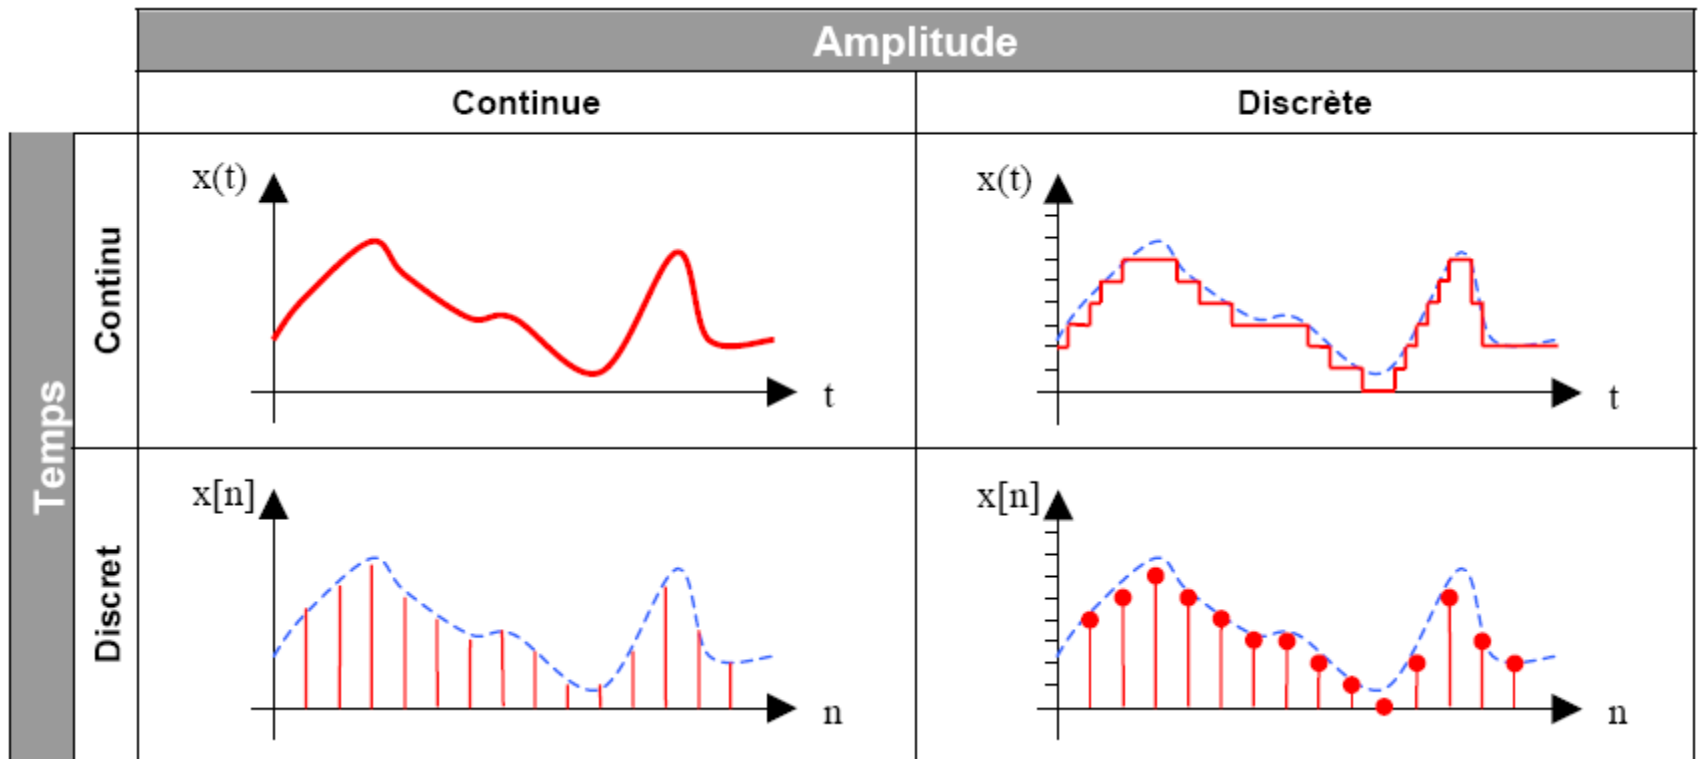 Amplitude
Continue
Discrète
Temps
Continu
x(t)
t
x(t)
t
Discret
x[n]
n
x[n]
n